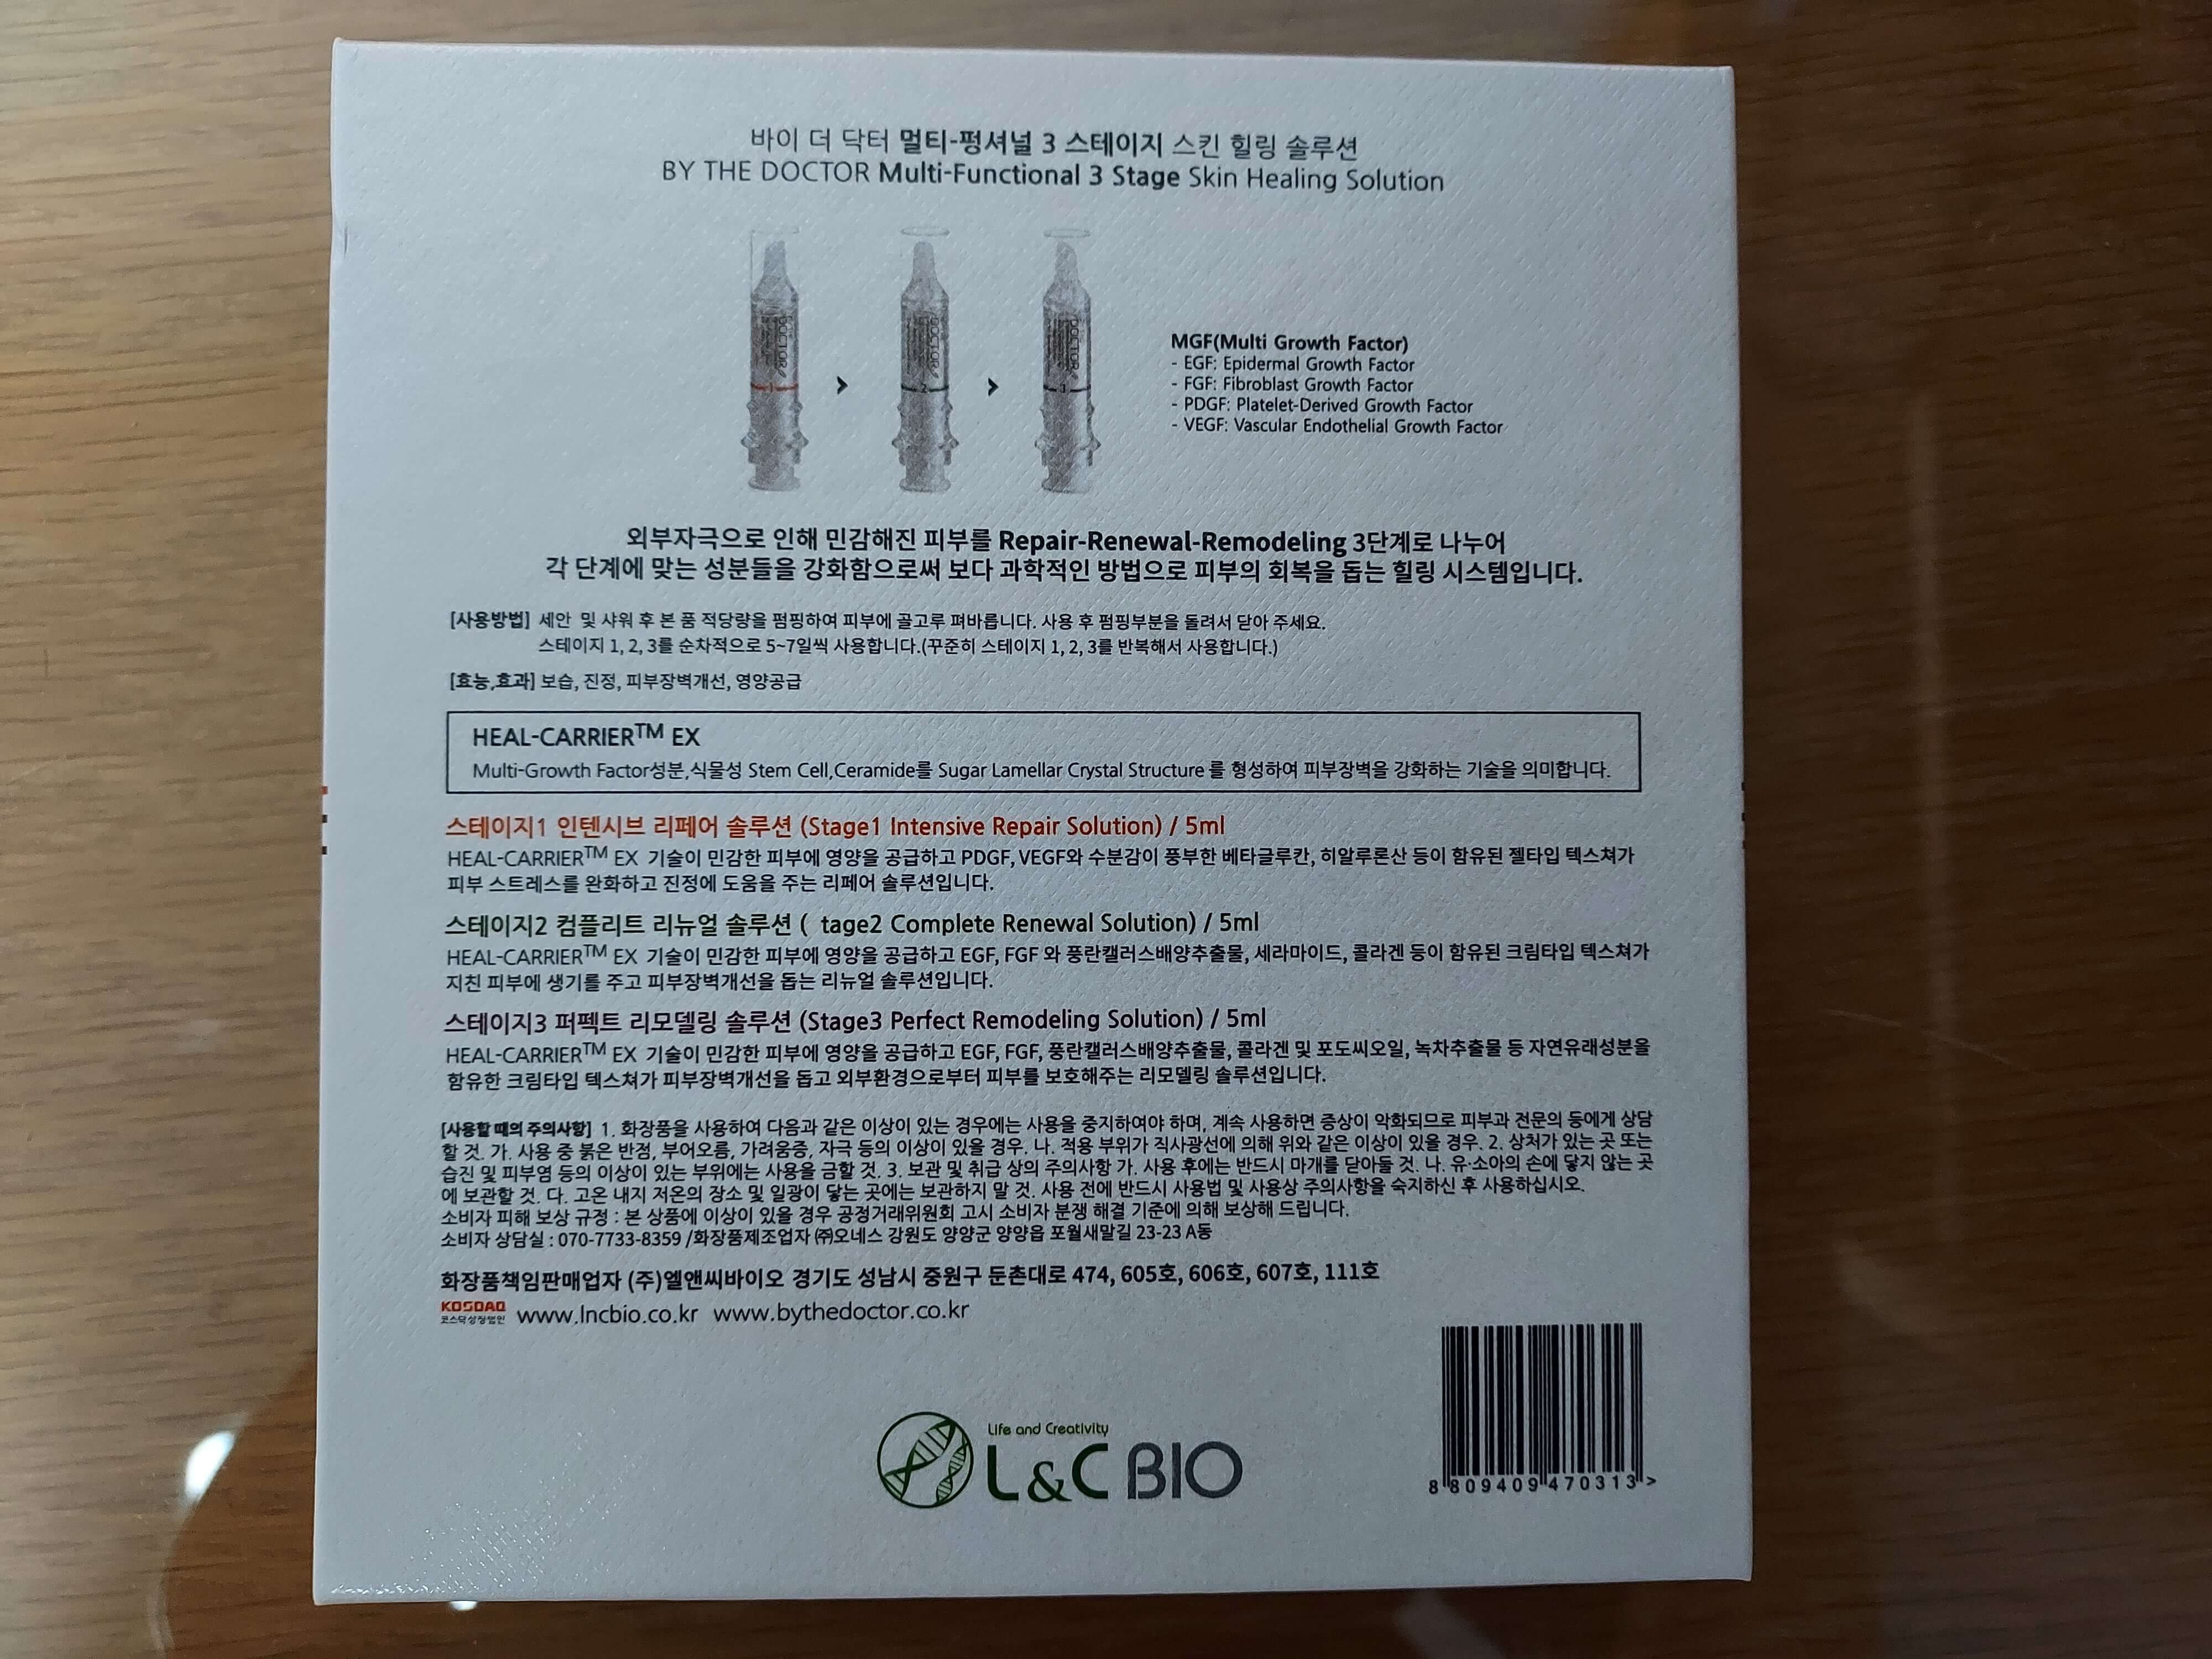 바이 더 닥터 멀티-펑셔널 3 스테이지 스킨 힐링 솔루션
BY THE DOCTOR Multi-Functional 3 Stage Skin Healing Solution
DOCTOR
DOCTOR
DOCTOR
1
2
3
MGF(Multi Growth Factor)
- EGF: Epidermal Growth Factor
- FGF: Fibroblast Growth Factor
- PDGF: Platelet-Derived Growth Factor
- VEGF: Vascular Endothelial Growth Factor
외부자극으로 인해 민감해진 피부를 Repair-Renewal-Remodeling 3단계로 나누어
각 단계에 맞는 성분들을 강화함으로써 보다 과학적인 방법으로 피부의 회복을 돕는 힐링 시스템입니다.
[사용방법] 세안 및 샤워 후 본 품 적당량을 펌핑하여 피부에 골고루 펴바릅니다. 사용 후 펌핑부분을 돌려서 닫아 주세요.
스테이지 1, 2, 3를 순차적으로 5~7일씩 사용합니다.(꾸준히 스테이지 1, 2, 3를 반복해서 사용합니다.)
[효능,효과] 보습, 진정, 피부장벽개선, 영양공급
HEAL-CARRIER™ EX
Multi-Growth Factor성분,식물성 Stem Cell,Ceramide를 Sugar Lamellar Crystal Structure 를 형성하여 피부장벽을 강화하는 기술을 의미합니다.
스테이지1 인텐시브 리페어 솔루션 (Stage1 Intensive Repair Solution) / 5ml
HEAL-CARRIER™ EX 기술이 민감한 피부에 영양을 공급하고 PDGF, VEGF와 수분감이 풍부한 베타글루칸, 히알루론산 등이 함유된 젤타입 텍스쳐가
피부 스트레스를 완화하고 진정에 도움을 주는 리페어 솔루션입니다.
스테이지2 컴플리트 리뉴얼 솔루션 ( tage2 Complete Renewal Solution) / 5ml
HEAL-CARRIER™ EX 기술이 민감한 피부에 영양을 공급하고 EGF, FGF 와 풍란캘러스배양추출물, 세라마이드, 콜라겐 등이 함유된 크림타입 텍스쳐가
지친 피부에 생기를 주고 피부장벽개선을 돕는 리뉴얼 솔루션입니다.
스테이지3 퍼펙트 리모델링 솔루션 (Stage3 Perfect Remodeling Solution) / 5ml
HEAL-CARRIER™ EX 기술이 민감한 피부에 영양을 공급하고 EGF, FGF, 풍란캘러스배양추출물, 콜라겐 및 포도씨오일, 녹차추출물 등 자연유래성분을
함유한 크림타입 텍스쳐가 피부장벽개선을 돕고 외부환경으로부터 피부를 보호해주는 리모델링 솔루션입니다.
[사용할 때의 주의사항] 1. 화장품을 사용하여 다음과 같은 이상이 있는 경우에는 사용을 중지하여야 하며, 계속 사용하면 증상이 악화되므로 피부과 전문의 등에게 상담
할 것. 가. 사용 중 붉은 반점, 부어오름, 가려움증, 자극 등의 이상이 있을 경우. 나. 적용 부위가 직사광선에 의해 위와 같은 이상이 있을 경우. 2. 상처가 있는 곳 또는
습진 및 피부염 등의 이상이 있는 부위에는 사용을 금할 것. 3. 보관 및 취급 상의 주의사항 가. 사용 후에는 반드시 마개를 닫아둘 것. 나. 유·소아의 손에 닿지 않는 곳
에 보관할 것. 다. 고온 내지 저온의 장소 및 일광이 닿는 곳에는 보관하지 말 것. 사용 전에 반드시 사용법 및 사용상 주의사항을 숙지하신 후 사용하십시오.
소비자 피해 보상 규정 : 본 상품에 이상이 있을 경우 공정거래위원회 고시 소비자 분쟁 해결 기준에 의해 보상해 드립니다.
소비자 상담실 : 070-7733-8359 /화장품제조업자 ㈜오네스 강원도 양양군 양양읍 포월새말길 23-23 A동
화장품책임판매업자 (주)엘앤씨바이오 경기도 성남시 중원구 둔촌대로 474, 605호, 606호, 607호, 111호
KOSDAQ
코스닥상장법인
www.lncbio.co.kr www.bythedoctor.co.kr
Life and Creativity
L&C BIO
8 809409 470313 >